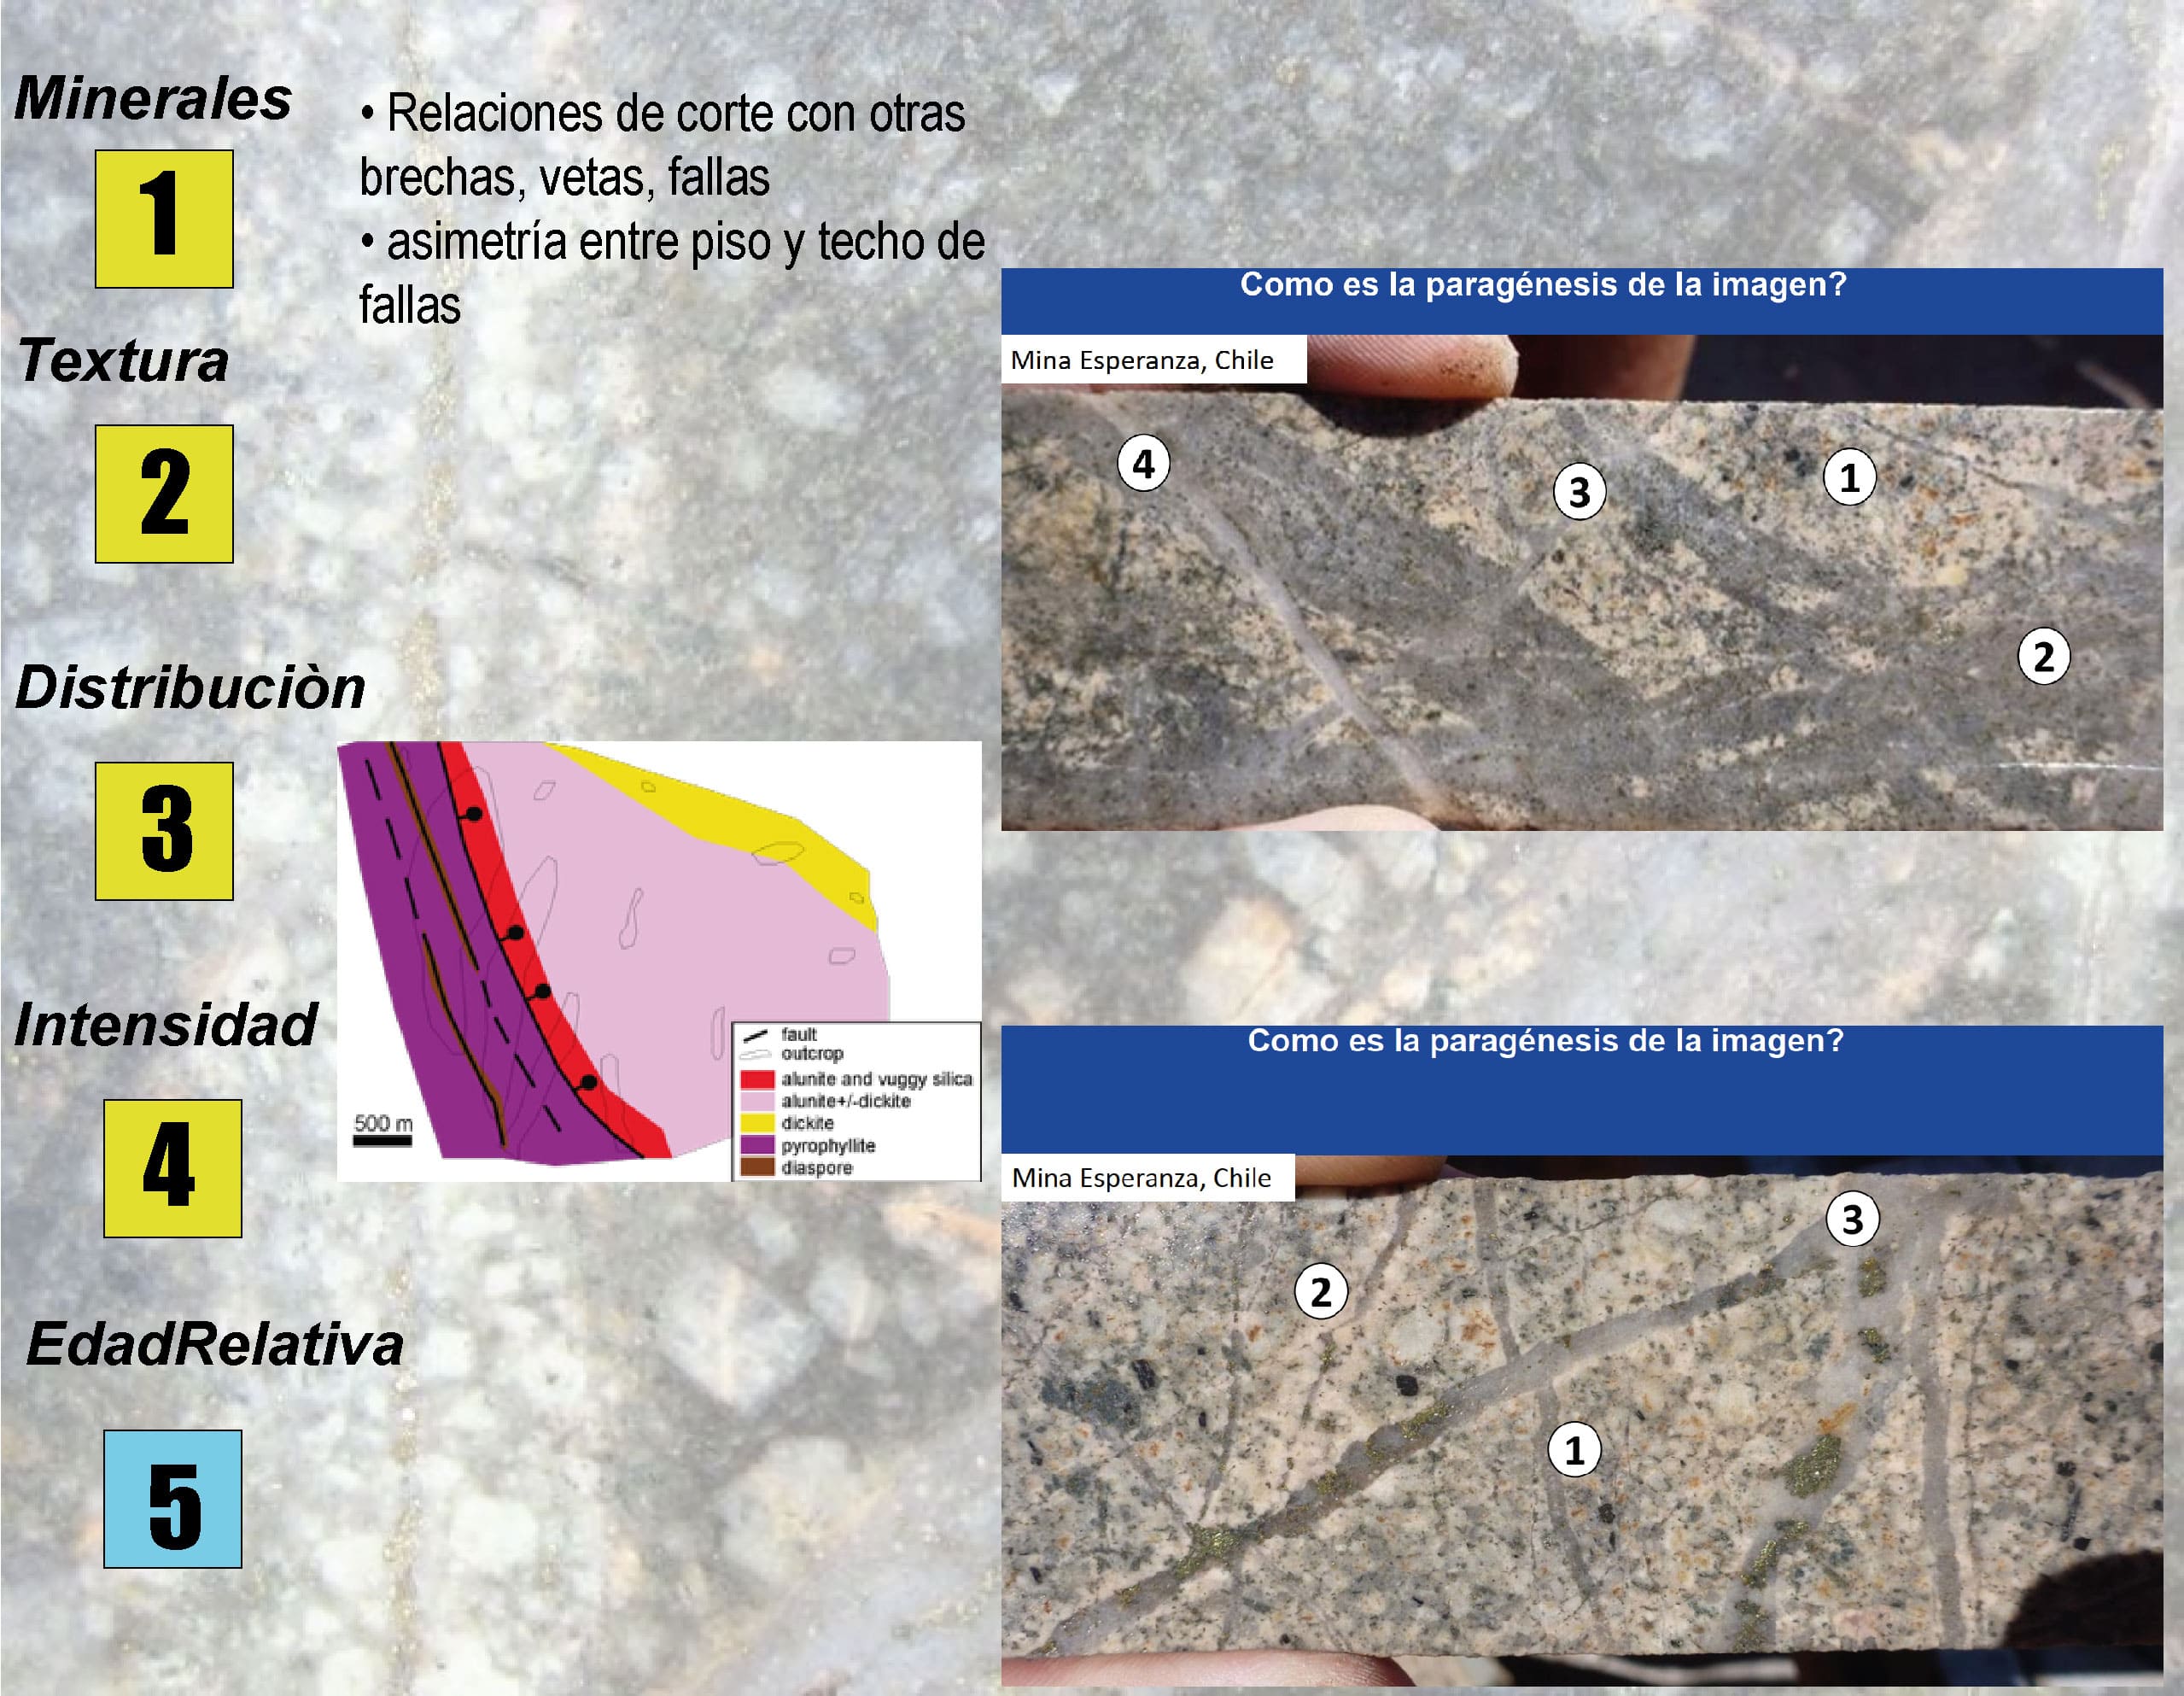 Minerales
1
Textura
2
Distribuciòn
3
Intensidad
4
EdadRelativa
5
• Relaciones de corte con otras
brechas, vetas, fallas
• asimetría entre piso y techo de
fallas
500 m
fault
outcrop
alunite and vuggy silica
alunite+/-dickite
dickite
pyrophyllite
diaspore
Como es la paragénesis de la imagen?
Mina Esperanza, Chile
4
3
1
2
Como es la paragénesis de la imagen?
Mina Esperanza, Chile
3
2
1